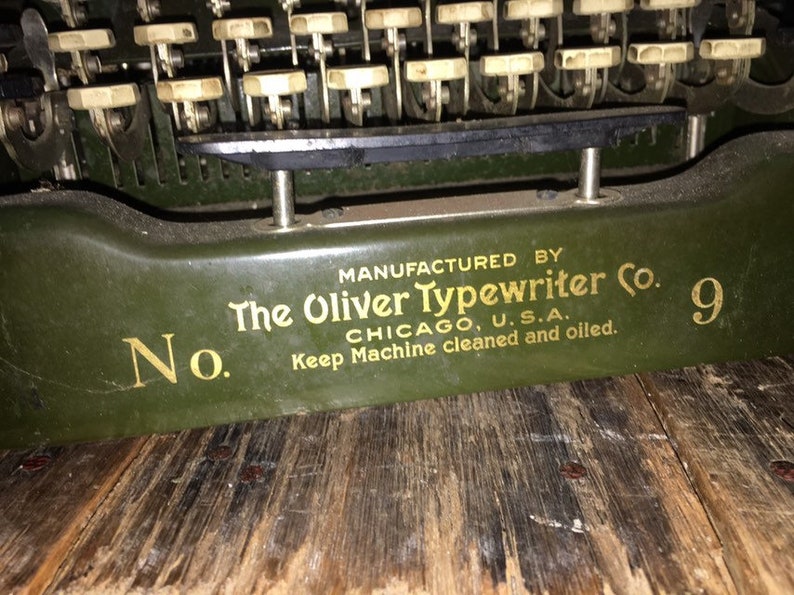 MANUFACTURED BY
The Oliver Typewriter Co.
CHICAGO, U.S.A.
Keep Machine cleaned and oiled.
No. 9